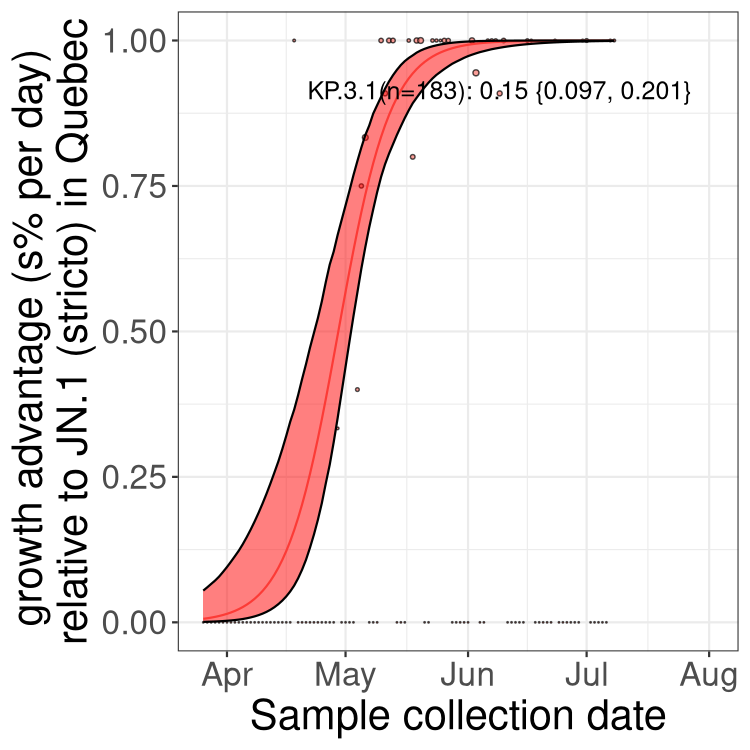 growth advantage (s% per day)
relative to JN.1 (stricto) in Quebec
1.00
0.75
0.50
0.25
0.00
KP.3.1(n=183): 0.15 {0.097, 0.201}
Apr May Jun Jul Aug
Sample collection date